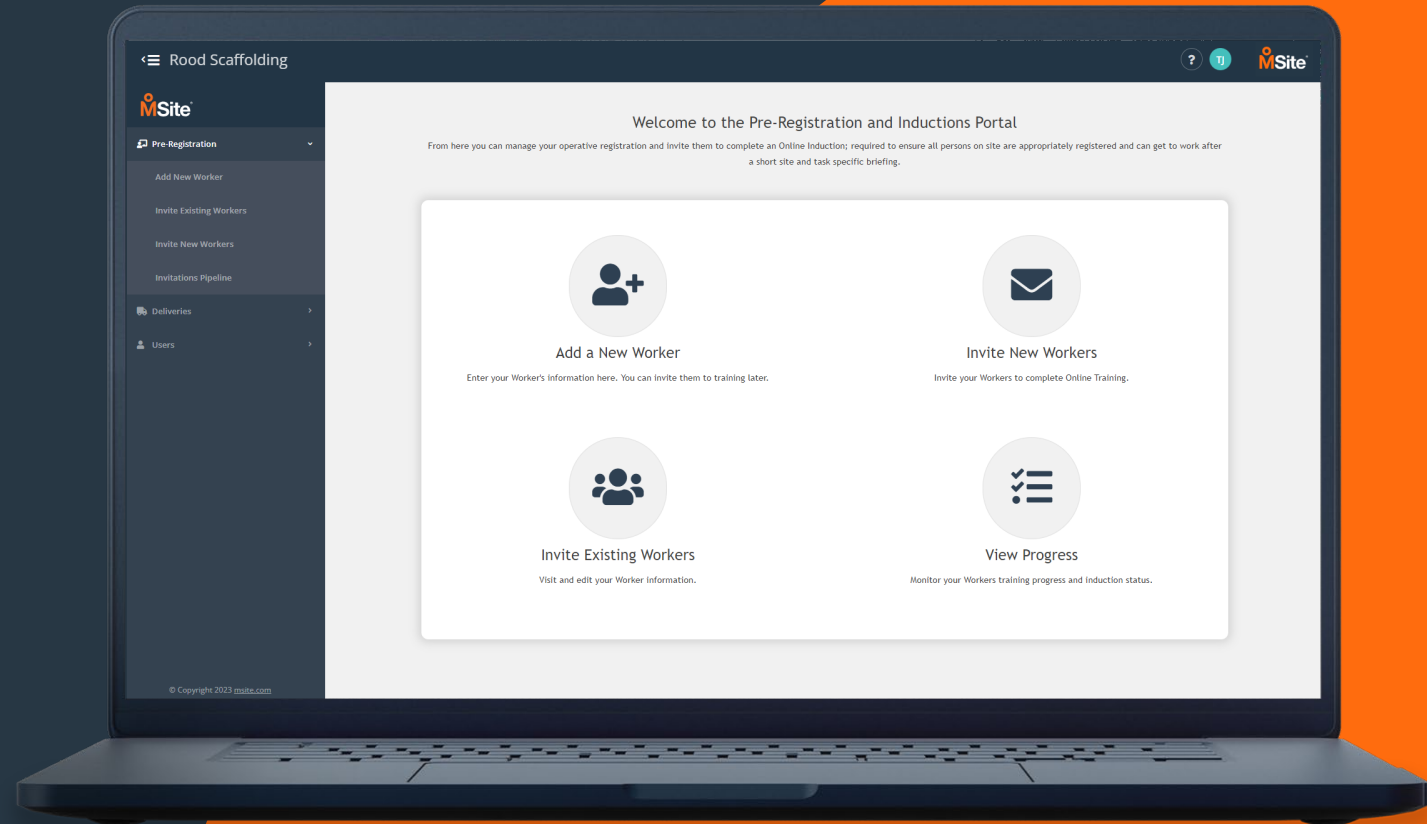 Rood Scaffolding
?
TJ
MSite
MSite
Pre-Registration
Add New Worker
Invite Existing Workers
Invite New Workers
Invitations Pipeline
Deliveries
Users
© Copyright 2023 msite.com
Welcome to the Pre-Registration and Inductions Portal
From here you can manage your operative registration and invite them to complete an Online Induction; required to ensure all persons on site are appropriately registered and can get to work after
a short site and task specific briefing.
Add a New Worker
Enter your Worker's information here. You can invite them to training later.
Invite New Workers
Invite your Workers to complete Online Training.
Invite Existing Workers
Visit and edit your Worker information.
View Progress
Monitor your Workers training progress and induction status.